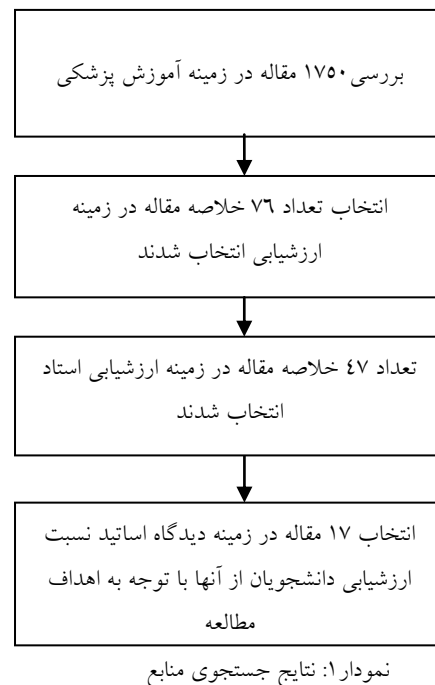 بررسی ۱۷۵۰ مقاله در زمینه آموزش پزشکی
انتخاب تعداد ٧٦ خلاصه مقاله در زمینه
ارزشیابی انتخاب شدند
تعداد ٤٧ خلاصه مقاله در زمینه ارزشیابی استاد
انتخاب شدند
انتخاب ۱۷ مقاله در زمینه دیدگاه اساتید نسبت
ارزشیابی دانشجویان از آنها با توجه به اهداف
مطالعه
نمودار۱: نتایج جستجوی منابع